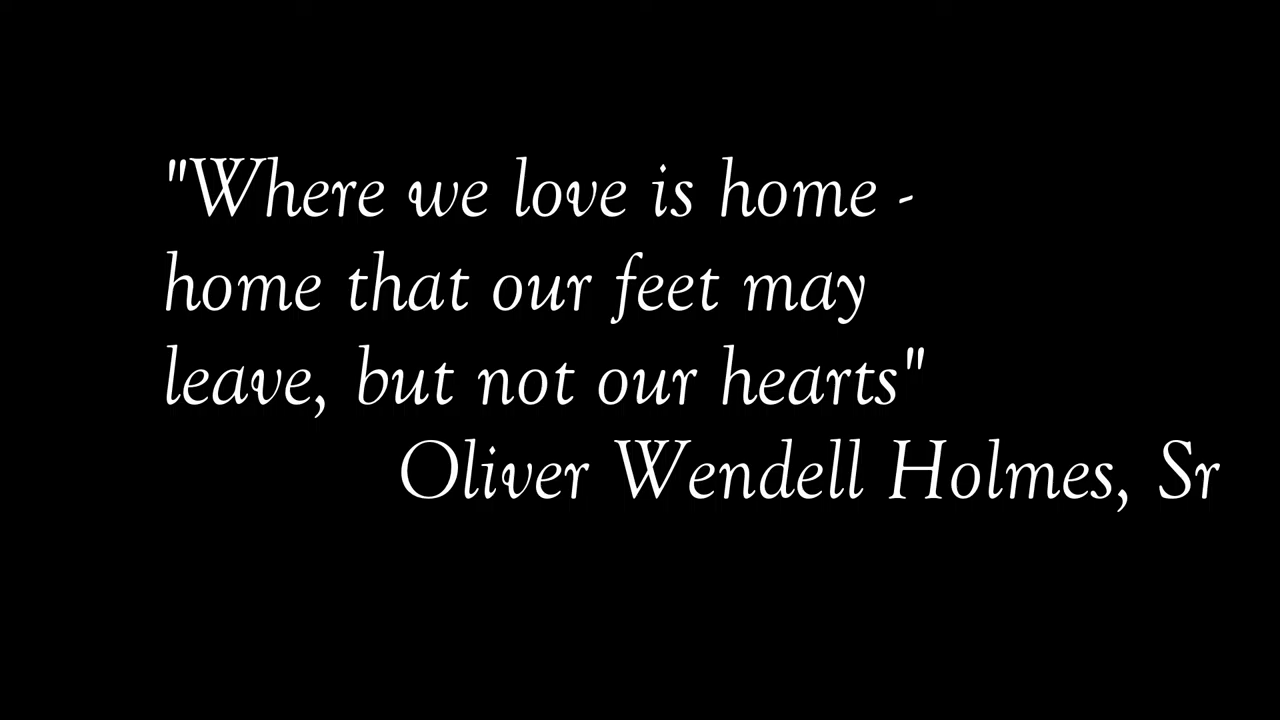 "Where we love is home -
home that our feet may
leave, but not our hearts"
Oliver Wendell Holmes, Sr